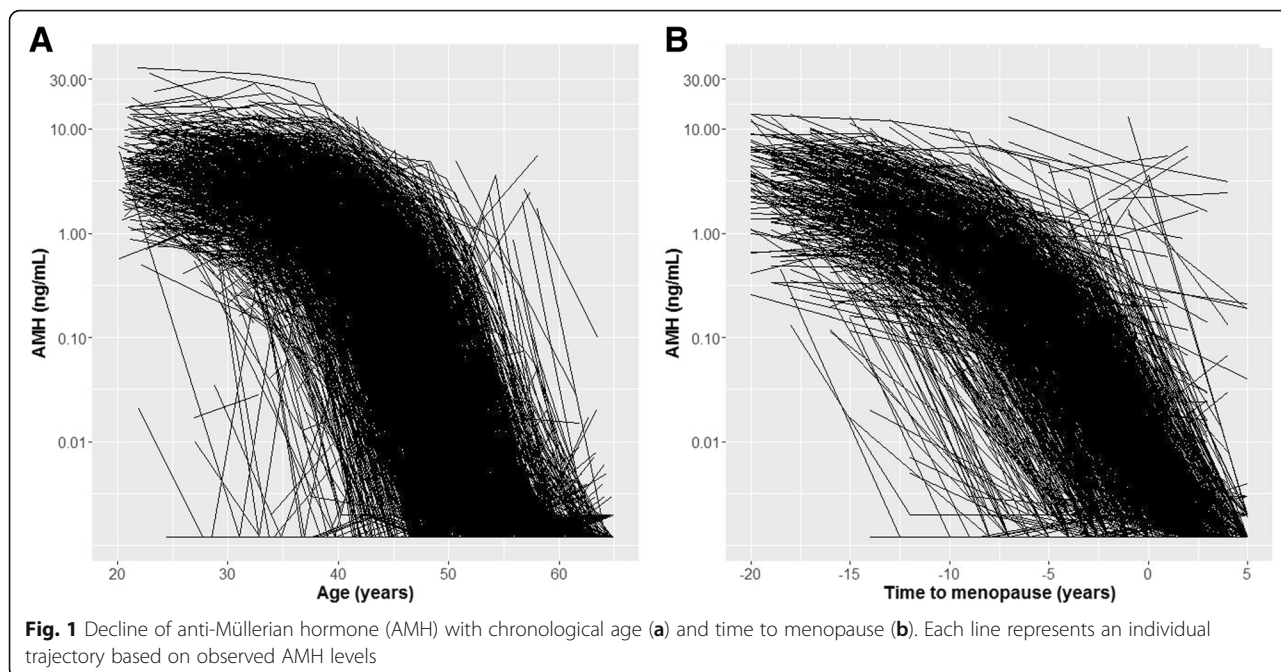 A
B
30.00
10.00
1.00
0.10
0.01
AMH (ng/mL)
20 30 40 50 60
Age (years)
30.00
10.00
1.00
0.10
0.01
AMH (ng/mL)
-20 -15 -10 -5 0 5
Time to menopause (years)
Fig. 1 Decline of anti-Müllerian hormone (AMH) with chronological age (a) and time to menopause (b). Each line represents an individual
trajectory based on observed AMH levels